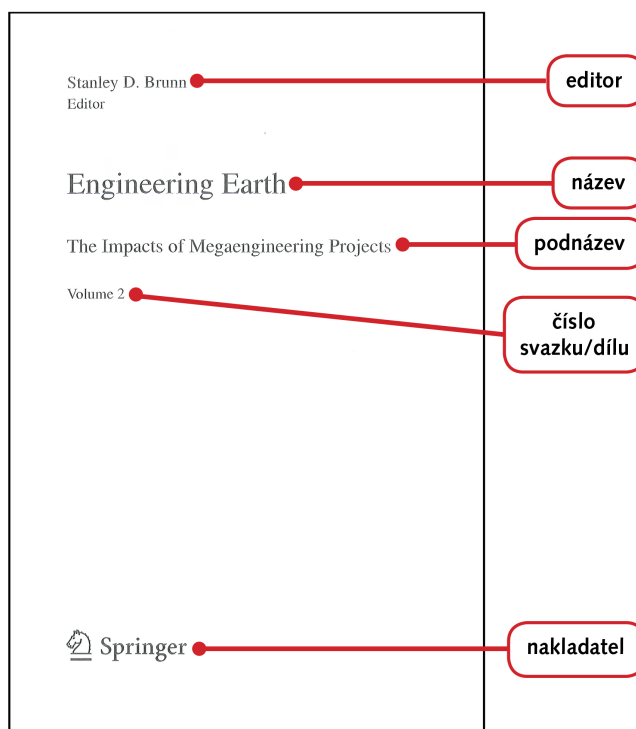 Stanley D. Brunn
Editor
editor
Engineering Earth
název
The Impacts of Megaengineering Projects
podnázev
Volume 2
číslo
svazku/dílu
Springer
nakladatel